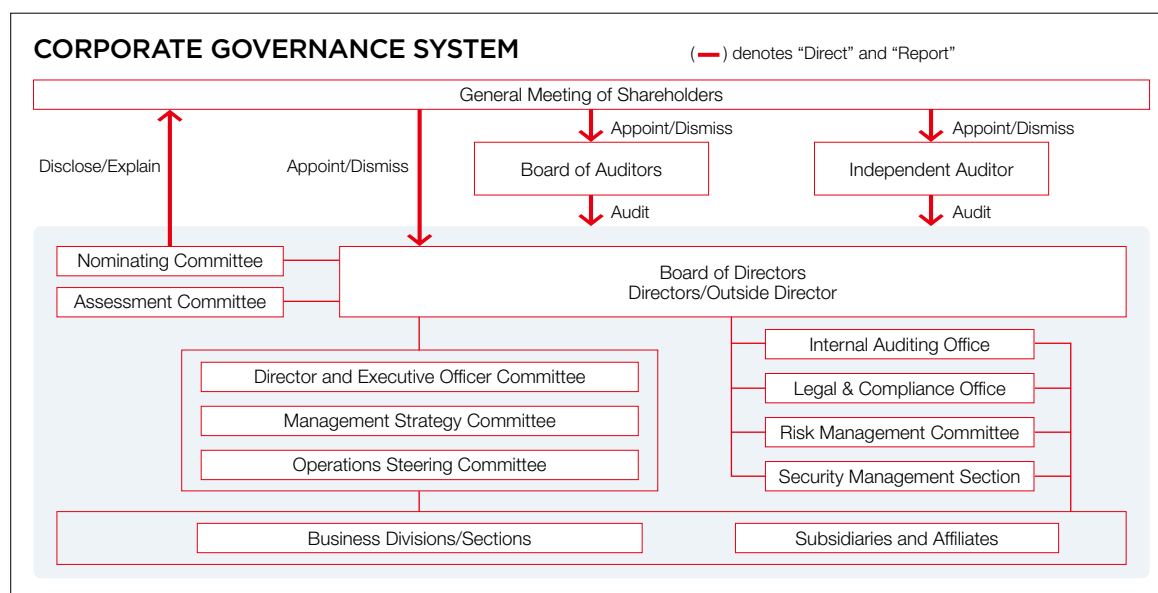 CORPORATE GOVERNANCE SYSTEM
(—) denotes “Direct” and “Report”
General Meeting of Shareholders
Disclose/Explain
Appoint/Dismiss
Appoint/Dismiss
Appoint/Dismiss
Board of Auditors
Independent Auditor
Audit
Audit
Nominating Committee
Assessment Committee
Board of Directors
Directors/Outside Director
Director and Executive Officer Committee
Management Strategy Committee
Operations Steering Committee
Internal Auditing Office
Legal & Compliance Office
Risk Management Committee
Security Management Section
Business Divisions/Sections
Subsidiaries and Affiliates